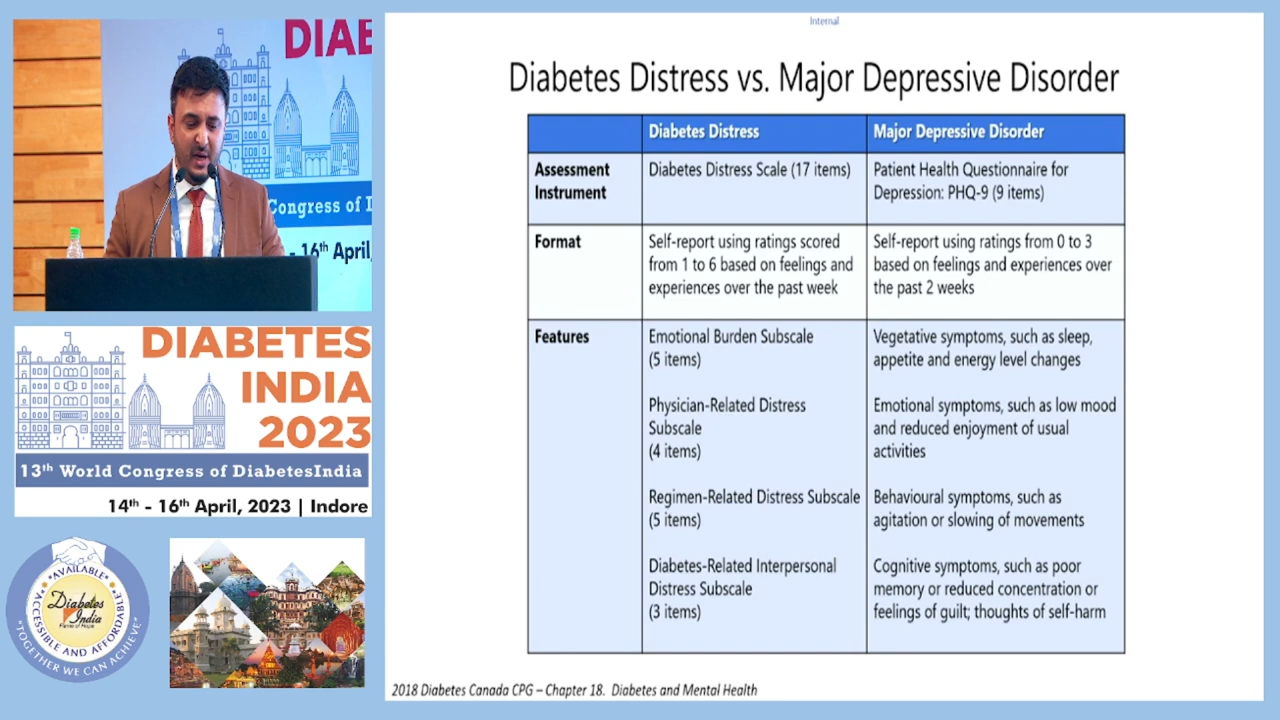 DIAB
Congress of I
- 16th April,
DIABETES
INDIA
2023
13th World Congress of DiabetesIndia
14th - 16th April, 2023 | Indore
*AVAILABLE*
*ACCESSIBLE AND AFFORDABLE*
Diabetes
India
"TOGETHER WE CAN ACHIEVE"
Internal
Diabetes Distress vs. Major Depressive Disorder
Diabetes Distress
Major Depressive Disorder
Assessment
Instrument
Diabetes Distress Scale (17 items)
Patient Health Questionnaire for
Depression: PHQ-9 (9 items)
Format
Self-report using ratings scored
from 1 to 6 based on feelings and
experiences over the past week
Self-report using ratings from 0 to 3
based on feelings and experiences over
the past 2 weeks
Features
Emotional Burden Subscale
(5 items)
Physician-Related Distress
Subscale
(4 items)
Regimen-Related Distress Subscale
(5 items)
Diabetes-Related Interpersonal
Distress Subscale
(3 items)
Vegetative symptoms, such as sleep,
appetite and energy level changes
Emotional symptoms, such as low mood
and reduced enjoyment of usual
activities
Behavioural symptoms, such as
agitation or slowing of movements
Cognitive symptoms, such as poor
memory or reduced concentration or
feelings of guilt; thoughts of self-harm
2018 Diabetes Canada CPG – Chapter 18. Diabetes and Mental Health